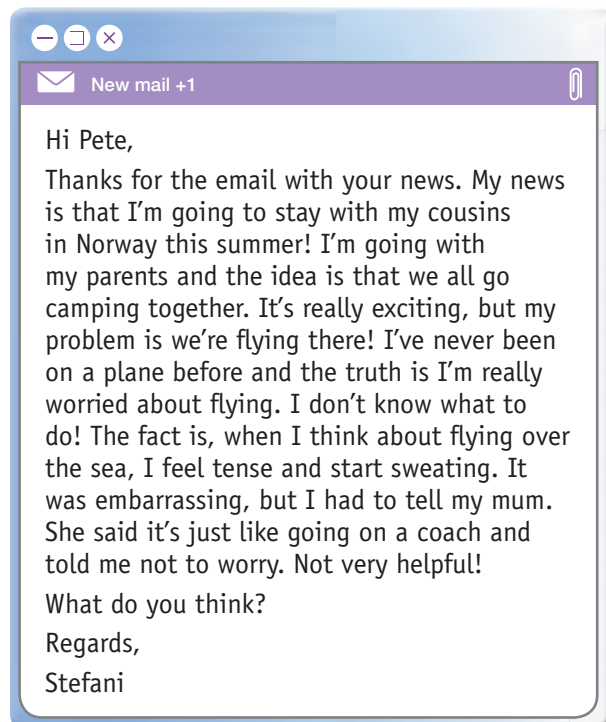 New mail +1
Hi Pete,
Thanks for the email with your news. My news
is that I'm going to stay with my cousins
in Norway this summer! I'm going with
my parents and the idea is that we all go
camping together. It's really exciting, but my
problem is we're flying there! I've never been
on a plane before and the truth is I'm really
worried about flying. I don't know what to
do! The fact is, when I think about flying over
the sea, I feel tense and start sweating. It
was embarrassing, but I had to tell my mum.
She said it's just like going on a coach and
told me not to worry. Not very helpful!
What do you think?
Regards,
Stefani